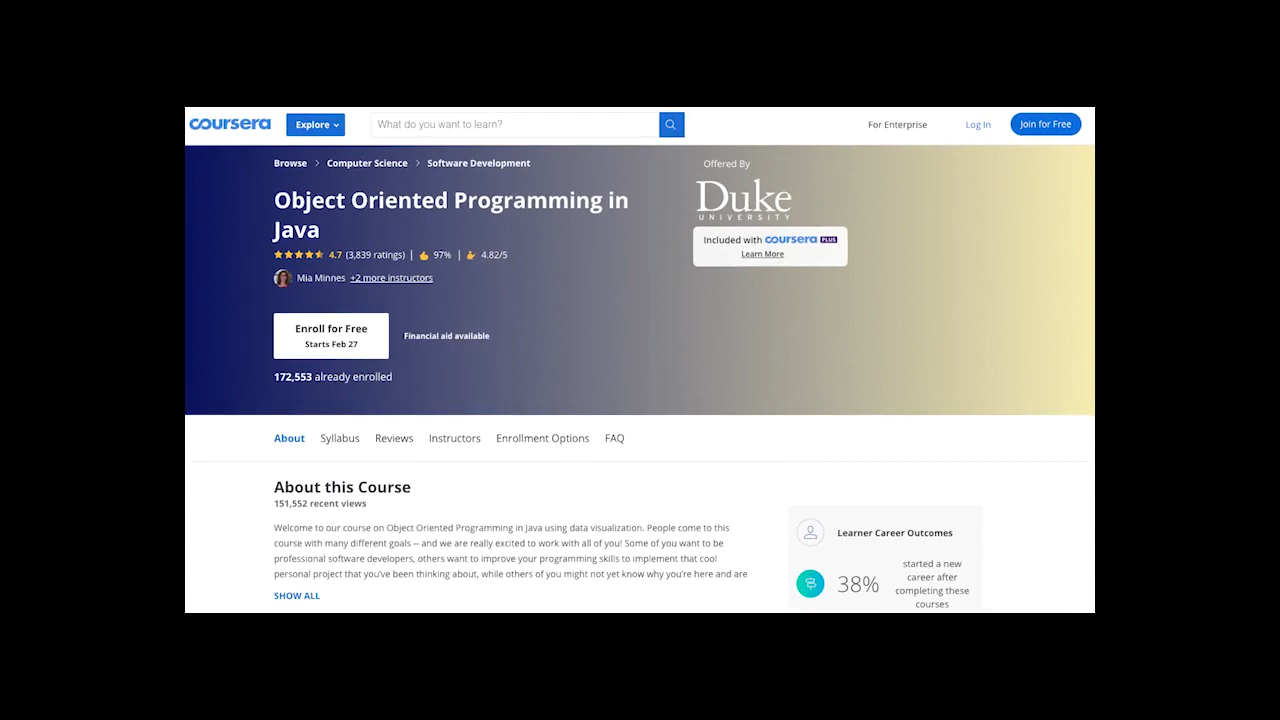 coursera
Explore
What do you want to learn?
For Enterprise
Log In
Join for Free
Browse > Computer Science > Software Development
Object Oriented Programming in
Java
4.7 (3,839 ratings) | 97% | 4.82/5
Mia Minnes +2 more instructors
Enroll for Free
Starts Feb 27
Financial aid available
172,553 already enrolled
Offered By
Duke
UNIVERSITY
Included with coursera PLUS
Learn More
About Syllabus Reviews Instructors Enrollment Options FAQ
About this Course
151,552 recent views
Welcome to our course on Object Oriented Programming in Java using data visualization. People come to this
course with many different goals -- and we are really excited to work with all of you! Some of you want to be
professional software developers, others want to improve your programming skills to implement that cool
personal project that you've been thinking about, while others of you might not yet know why you're here and are
SHOW ALL
Learner Career Outcomes
38%
started a new
career after
completing these
courses